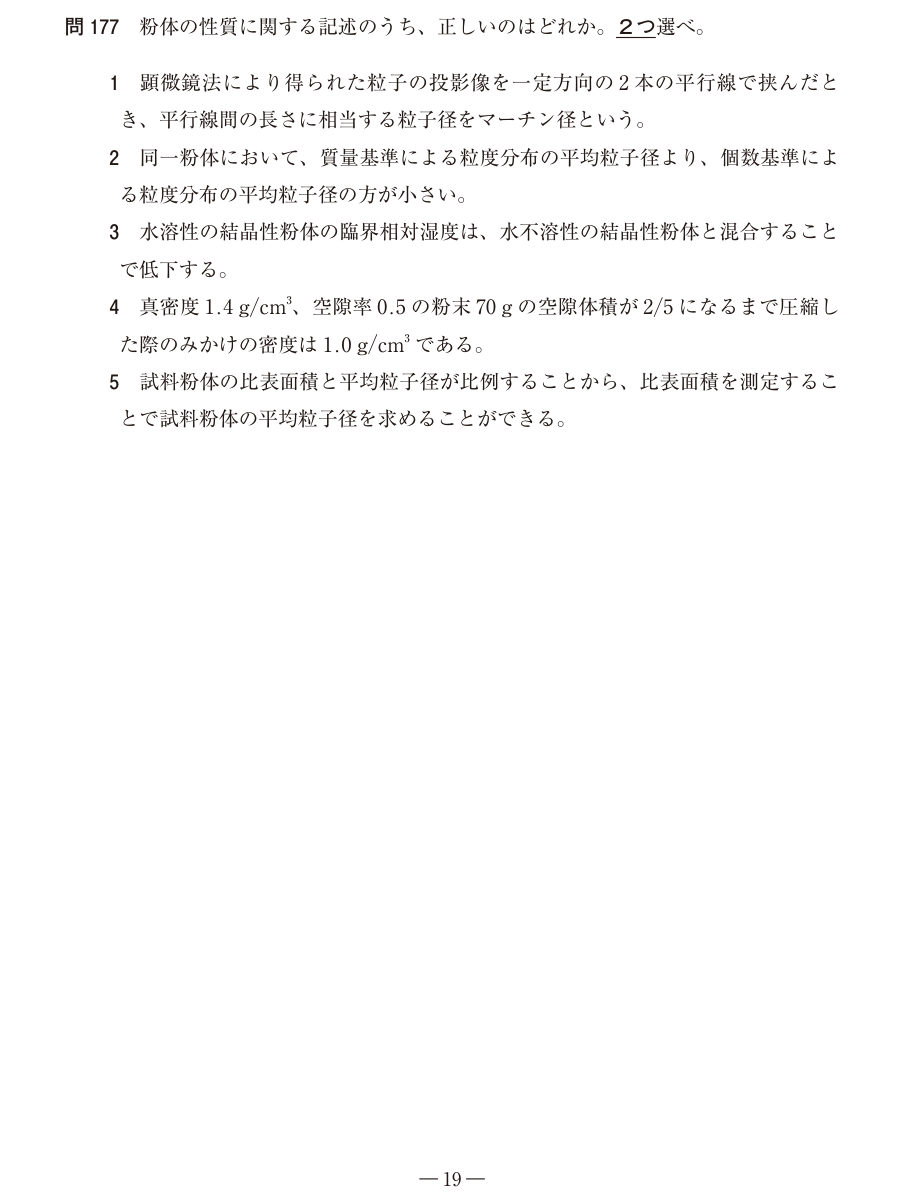 問 177　粉体の性質に関する記述のうち、正しいのはどれか。2つ選べ。
1　顕微鏡法により得られた粒子の投影像を一定方向の 2 本の平行線で挟んだと
き、平行線間の長さに相当する粒子径をマーチン径という。
2　同一粉体において、質量基準による粒度分布の平均粒子径より、個数基準によ
る粒度分布の平均粒子径の方が小さい。
3　水溶性の結晶性粉体の臨界相対湿度は、水不溶性の結晶性粉体と混合すること
で低下する。
4　真密度 1.4 g/cm³、空隙率 0.5 の粉末 70 g の空隙体積が 2/5 になるまで圧縮し
た際のみかけの密度は 1.0 g/cm³ である。
5　試料粉体の比表面積と平均粒子径が比例することから、比表面積を測定するこ
とで試料粉体の平均粒子径を求めることができる。
— 19 —